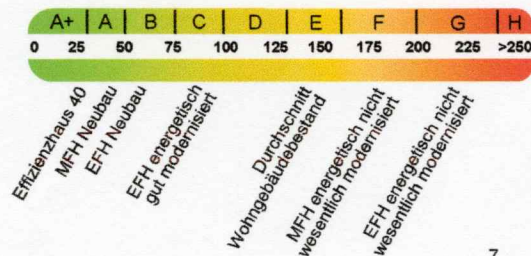 A+ A B C D E F G H
0 25 50 75 100 125 150 175 200 225 >250
Effizienzhaus 40
MFH Neubau
EFH Neubau
EFH energetisch
gut modernisiert
Durchschnitt
Wohngebäudebestand
MFH energetisch nicht
wesentlich modernisiert
EFH energetisch nicht
wesentlich modernisiert
7